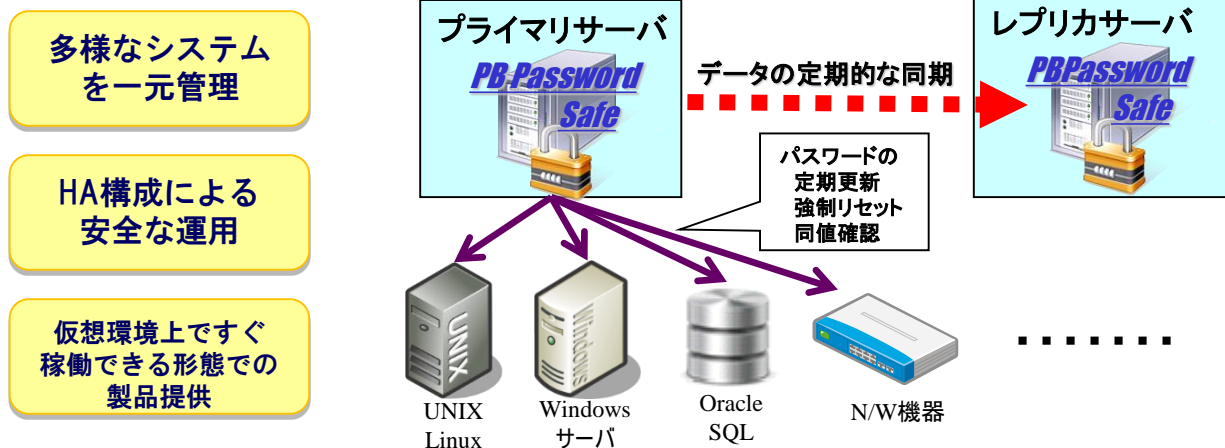 多様なシステム
を一元管理
HA構成による
安全な運用
仮想環境上ですぐ
稼働できる形態での
製品提供
プライマリサーバ
PB Password
Safe
データの定期的な同期
レプリカサーバ
PBPassword
Safe
パスワードの
定期更新
強制リセット
同値確認
UNIX
Windows
UNIX
Linux
Windows
サーバ
Oracle
SQL
N/W機器
.......